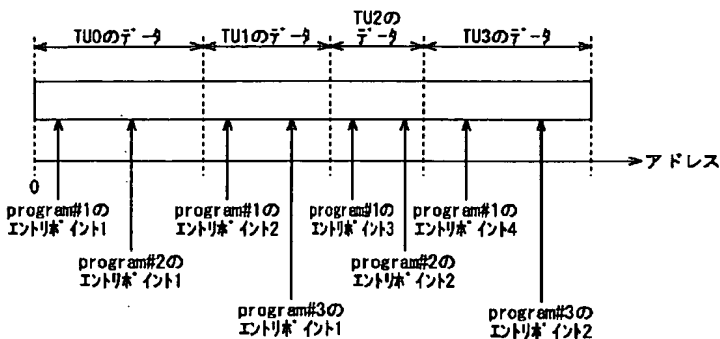 TU0のデータ
TU1のデータ
TU2の
データ
TU3のデータ
アドレス
0
program#1の
エントリポイント1
program#1の
エントリポイント2
program#1の
エントリポイント3
program#1の
エントリポイント4
program#2の
エントリポイント1
program#2の
エントリポイント2
program#3の
エントリポイント1
program#3の
エントリポイント2